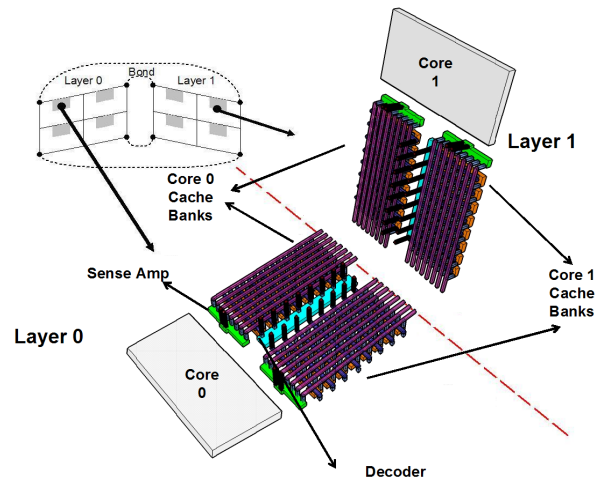 Bond
Layer 0
Layer 1
Core
1
Layer 1
Core 0
Cache
Banks
Sense Amp
Core 1
Cache
Banks
Layer 0
Core
0
Decoder